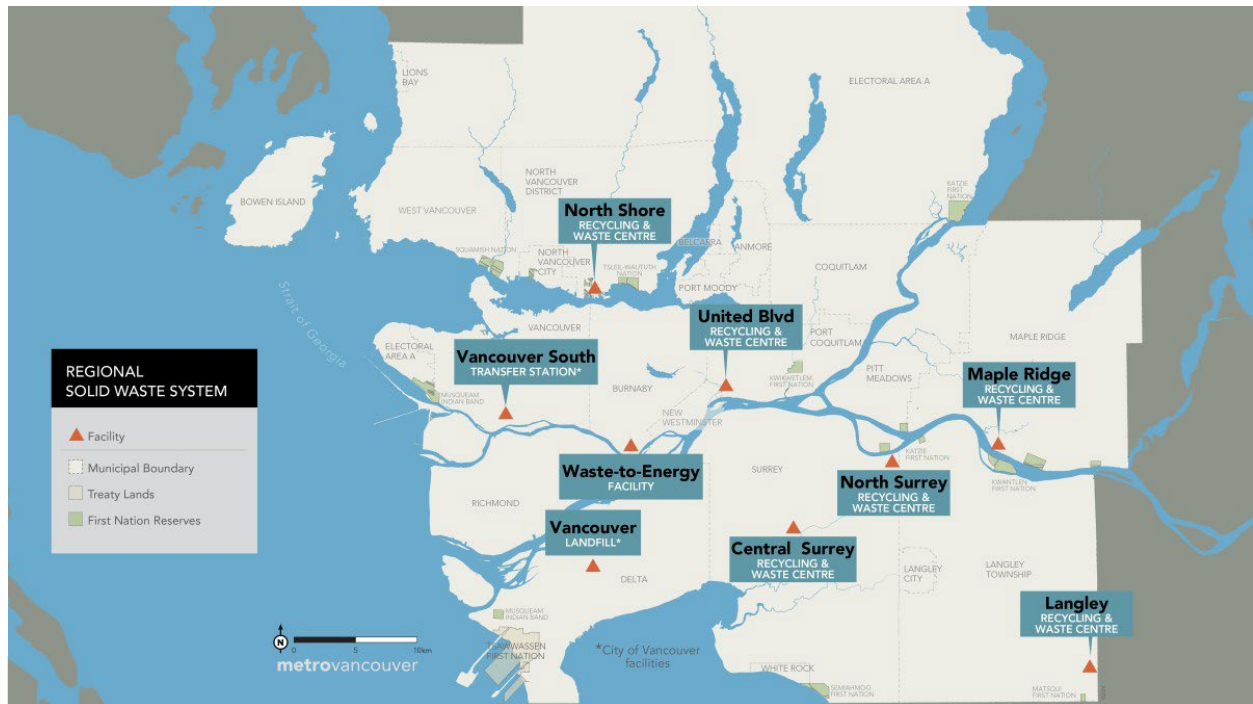 LIONS
BAY
ELECTORAL AREA A
BOWEN ISLAND
WEST VANCOUVER
NORTH
VANCOUVER
DISTRICT
KATZIE
FIRST
NATION
North Shore
RECYCLING &
WASTE CENTRE
SQUAMISH NATION
NORTH
VANCOUVER
CITY
TSLEIL-WAUTUTH
NATION
BELCARRA
ANMORE
PORT MOODY
COQUITLAM
Strait of Georgia
VANCOUVER
United Blvd
RECYCLING &
WASTE CENTRE
PORT
COQUITLAM
MAPLE RIDGE
ELECTORAL
AREA A
Vancouver South
TRANSFER STATION*
BURNABY
KWIKWETLEM
FIRST NATION
PITT
MEADOWS
Maple Ridge
RECYCLING &
WASTE CENTRE
MUSQUEAM
INDIAN BAND
NEW
WESTMINSTER
REGIONAL
SOLID WASTE SYSTEM
Facility
Municipal Boundary
Treaty Lands
First Nation Reserves
KATZIE
FIRST NATION
Waste-to-Energy
FACILITY
SURREY
North Surrey
RECYCLING &
WASTE CENTRE
KWANTLEN
FIRST NATION
RICHMOND
Vancouver
LANDFILL*
Central Surrey
RECYCLING &
WASTE CENTRE
DELTA
LANGLEY
CITY
LANGLEY
TOWNSHIP
Langley
RECYCLING &
WASTE CENTRE
MUSQUEAM
INDIAN BAND
N
0 5 10km
metrovancouver
TSAWWASSEN
FIRST NATION
*City of Vancouver
facilities
WHITE ROCK
SEMIAHMOO
FIRST NATION
MATSQUI
FIRST NATION